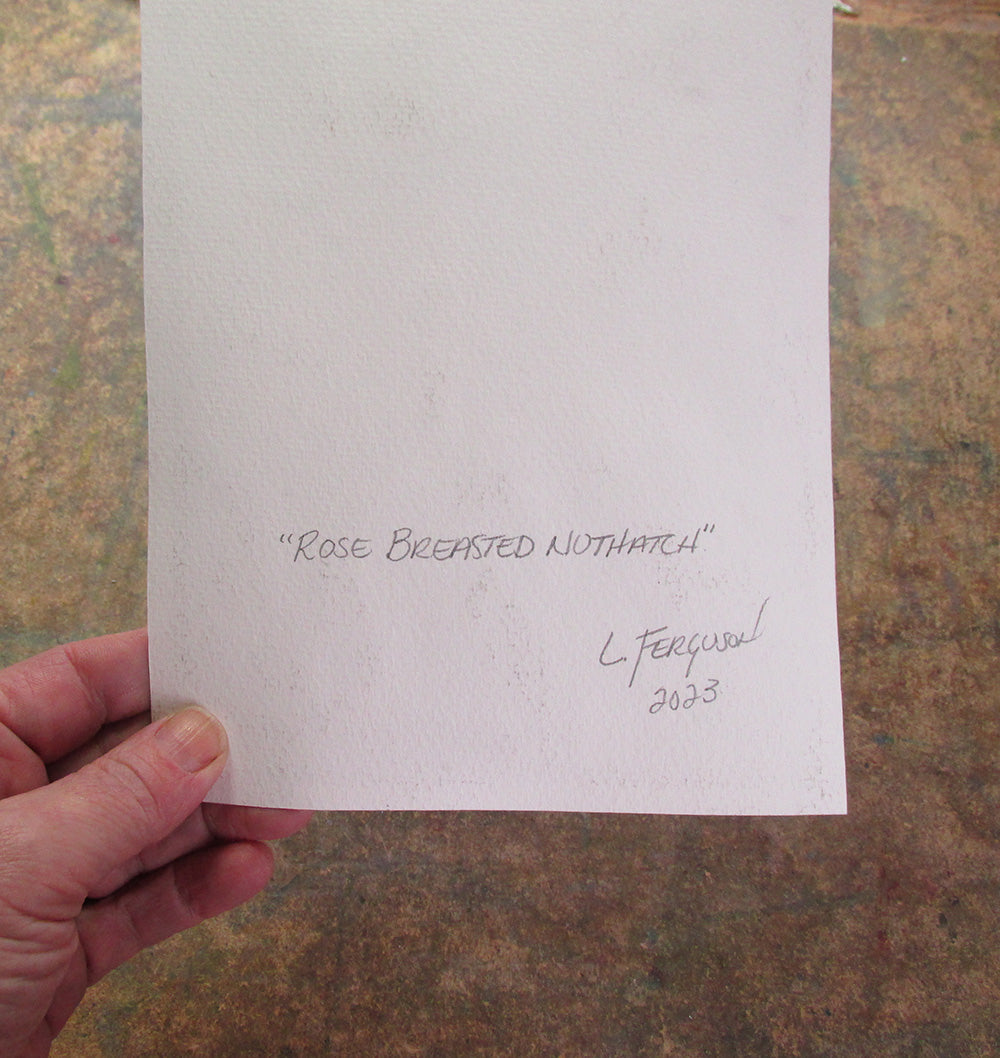 "ROSE BREASTED NUTHATCH"
L. FERGUSON
2023